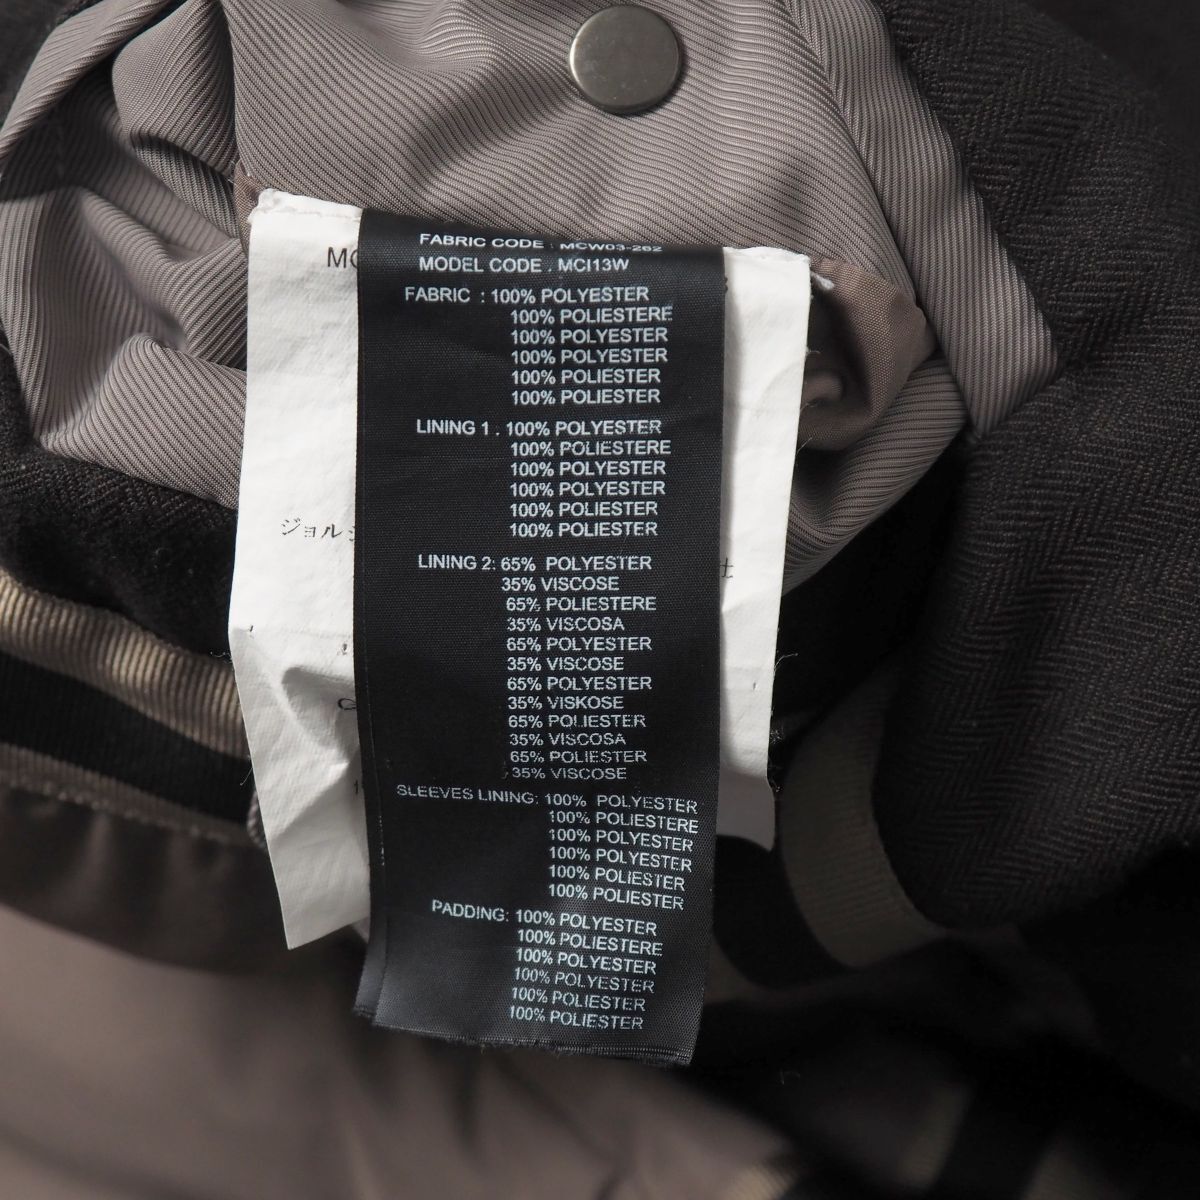 FABRIC CODE : MCW03-262
MODEL CODE . MCI13W
FABRIC : 100% POLYESTER
100% POLIESTERE
100% POLYESTER
100% POLYESTER
100% POLIESTER
100% POLIESTER
LINING 1 . 100% POLYESTER
100% POLIESTERE
100% POLYESTER
100% POLYESTER
100% POLIESTER
100% POLIESTER
LINING 2: 65% POLYESTER
35% VISCOSE
65% POLIESTERE
35% VISCOSA
65% POLYESTER
35% VISCOSE
65% POLYESTER
35% VISKOSE
65% POLIESTER
35% VISCOSA
65% POLIESTER
35% VISCOSE
SLEEVES LINING: 100% POLYESTER
100% POLIESTERE
100% POLYESTER
100% POLYESTER
100% POLIESTER
100% POLIESTER
PADDING: 100% POLYESTER
100% POLIESTERE
100% POLYESTER
100% POLYESTER
100% POLIESTER
100% POLIESTER
MC
ジョル